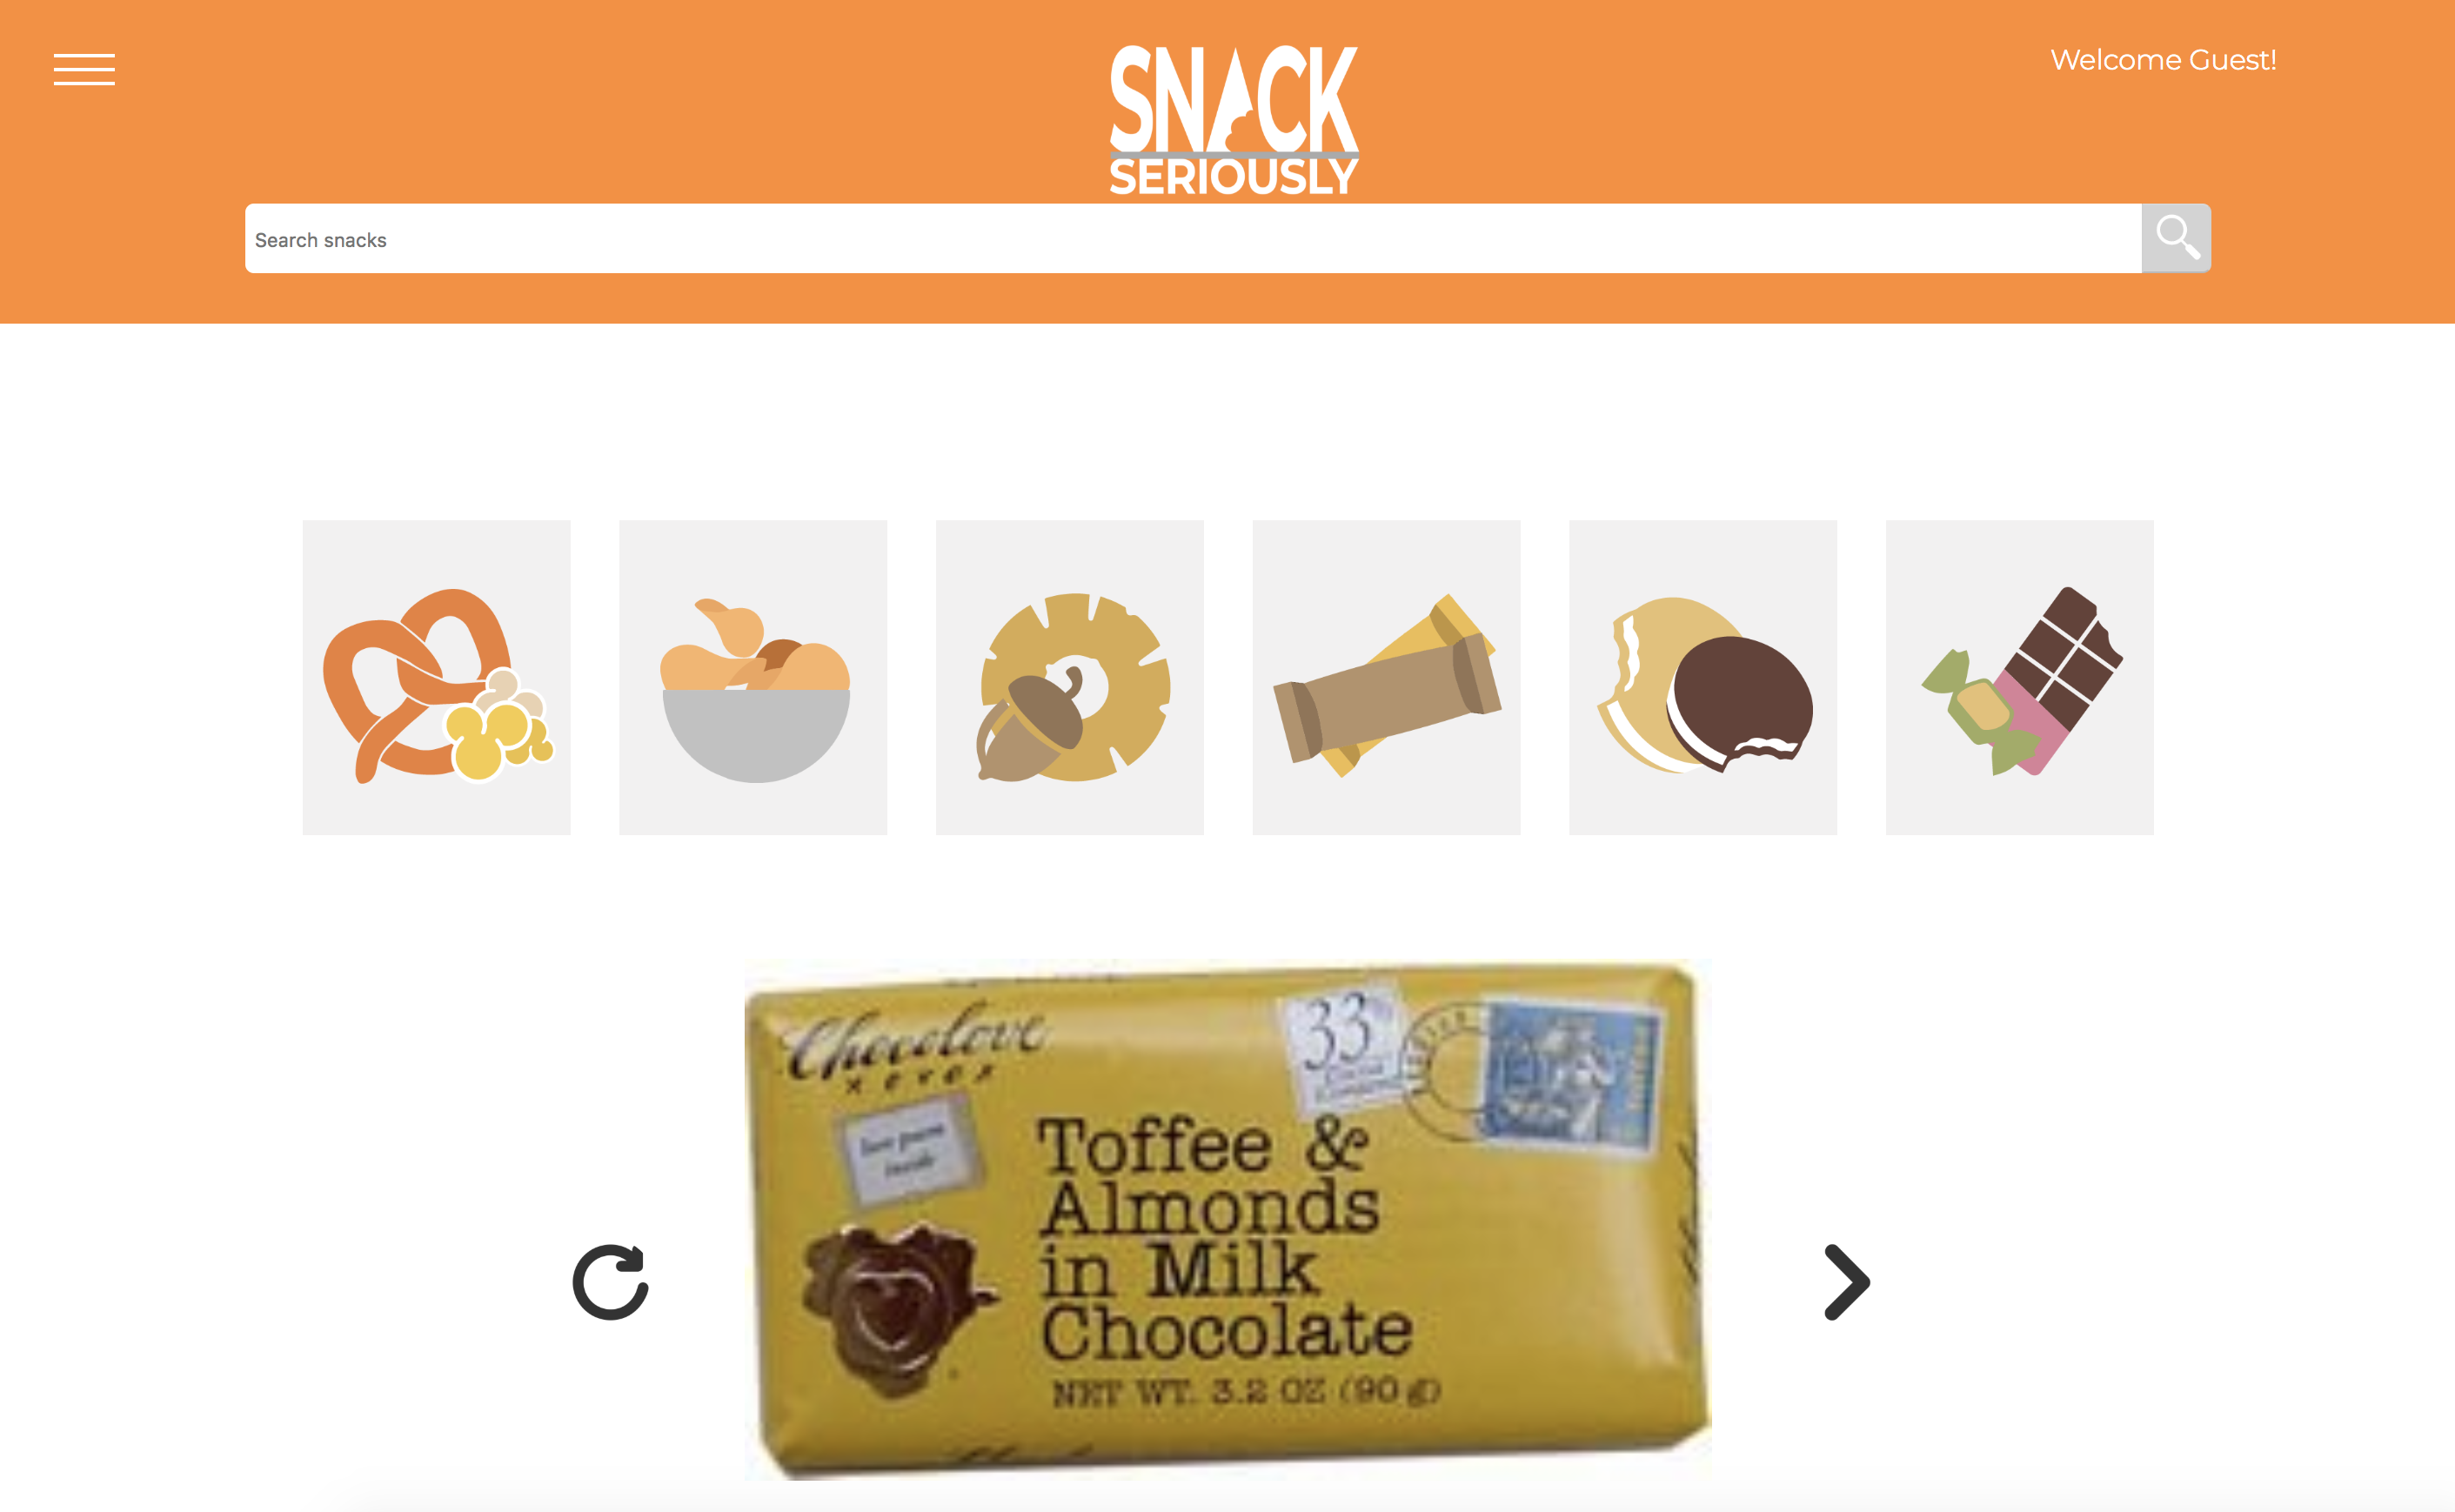 Welcome Guest!
SNACK
SERIOUSLY
Search snacks
Chocolove
33
Toffee &
Almonds
in Milk
Chocolate
NET WT. 3.2 OZ (90 g)